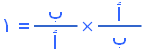 أ/ب × ب/أ = ١